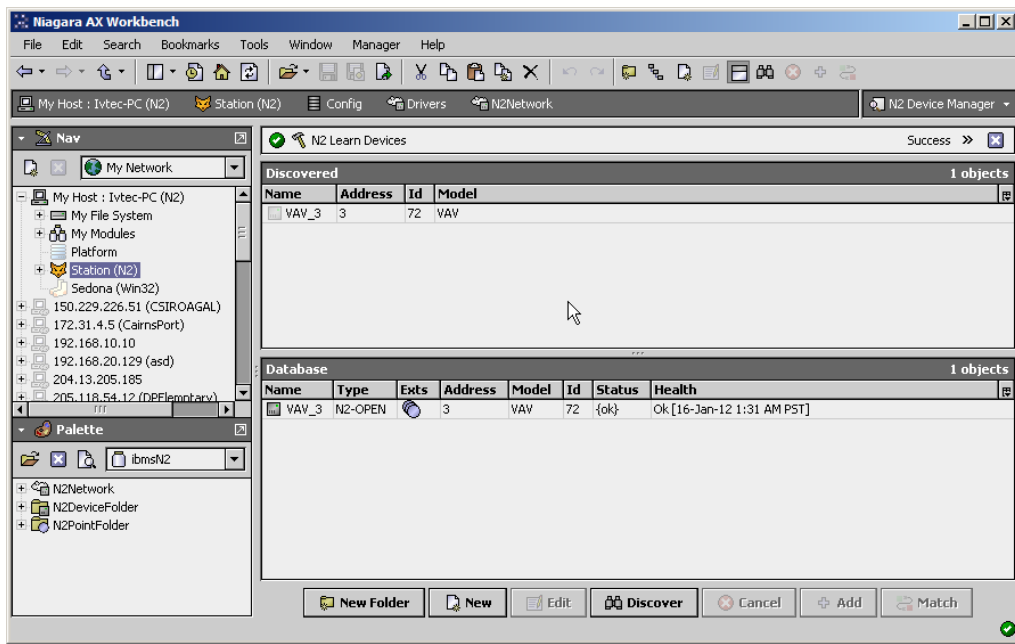 Niagara AX Workbench
File Edit Search Bookmarks Tools Window Manager Help
My Host : Ivtec-PC (N2) Station (N2) Config Drivers N2Network N2 Device Manager
Nav
My Network
My Host : Ivtec-PC (N2)
My File System
My Modules
Platform
Station (N2)
Sedona (Win32)
150.229.226.51 (CSIROAGAL)
172.31.4.5 (CairnsPort)
192.168.10.10
192.168.20.129 (asd)
204.13.205.185
205.118.54.12 (DPElemptary)
Palette
ibmsN2
N2Network
N2DeviceFolder
N2PointFolder
N2 Learn Devices Success »
Discovered 1 objects
Name Address Id Model
VAV_3 3 72 VAV
Database 1 objects
Name Type Exts Address Model Id Status Health
VAV_3 N2-OPEN 3 VAV 72 {ok} Ok [16-Jan-12 1:31 AM PST]
New Folder New Edit Discover Cancel Add Match